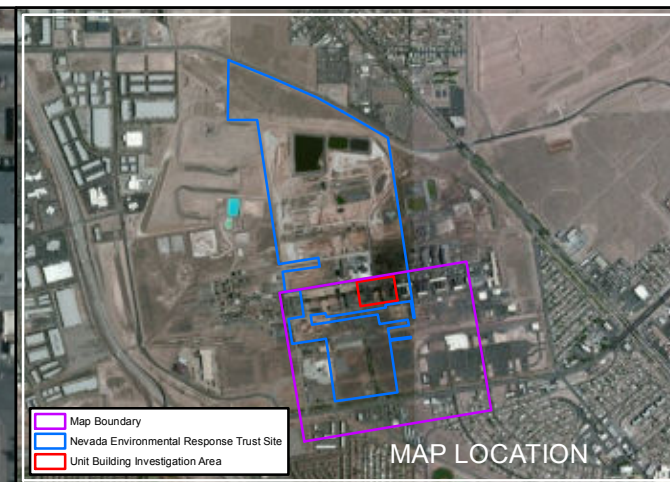 Map Boundary
Nevada Environmental Response Trust Site
Unit Building Investigation Area
MAP LOCATION